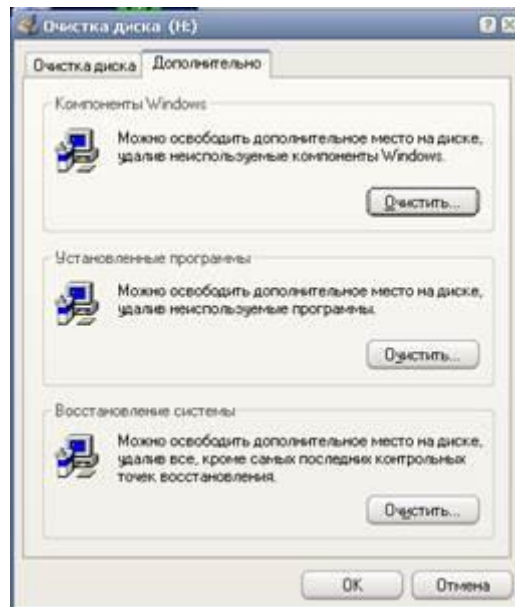 Очистка диска (H:)
Очистка диска Дополнительно
Компоненты Windows
Можно освободить дополнительное место на диске,
удалив неиспользуемые компоненты Windows.
Очистить...
Установленные программы
Можно освободить дополнительное место на диске,
удалив неиспользуемые программы.
Очистить...
Восстановление системы
Можно освободить дополнительное место на диске,
удалив все, кроме самых последних контрольных
точек восстановления.
Очистить...
OK Отмена